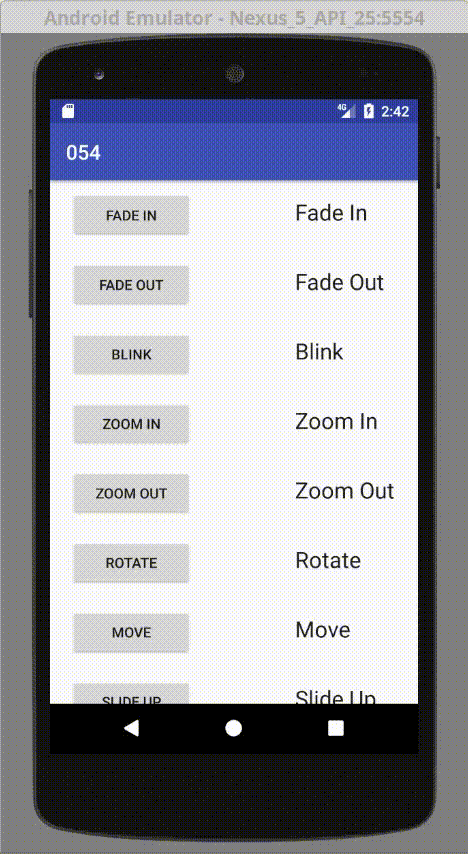 Android Emulator - Nexus_5_API_25:5554
4G 2:42
054
FADE IN Fade In
FADE OUT Fade Out
BLINK Blink
ZOOM IN Zoom In
ZOOM OUT Zoom Out
ROTATE Rotate
MOVE Move
SLIDE UP Slide Up